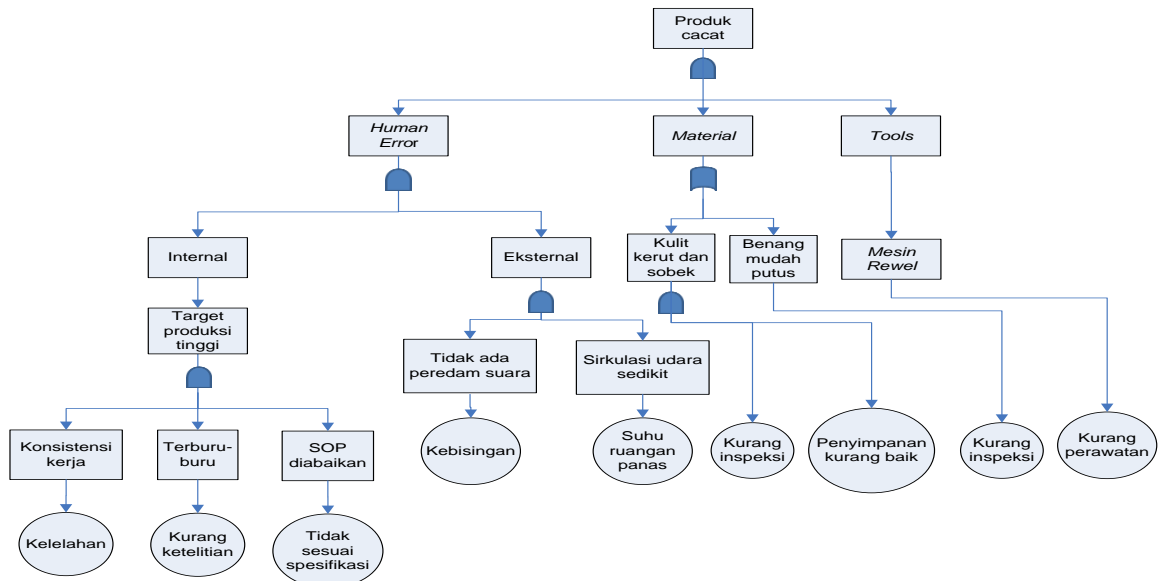 Produk
cacat
Human
Error
Material
Tools
Internal
Eksternal
Kulit
kerut dan
sobek
Benang
mudah
putus
Mesin
Rewel
Target
produksi
tinggi
Tidak ada
peredam suara
Sirkulasi udara
sedikit
Konsistensi
kerja
Terburu-
buru
SOP
diabaikan
Kebisingan
Suhu
ruangan
panas
Kurang
inspeksi
Penyimpanan
kurang baik
Kurang
inspeksi
Kurang
perawatan
Kelelahan
Kurang
ketelitian
Tidak
sesuai
spesifikasi